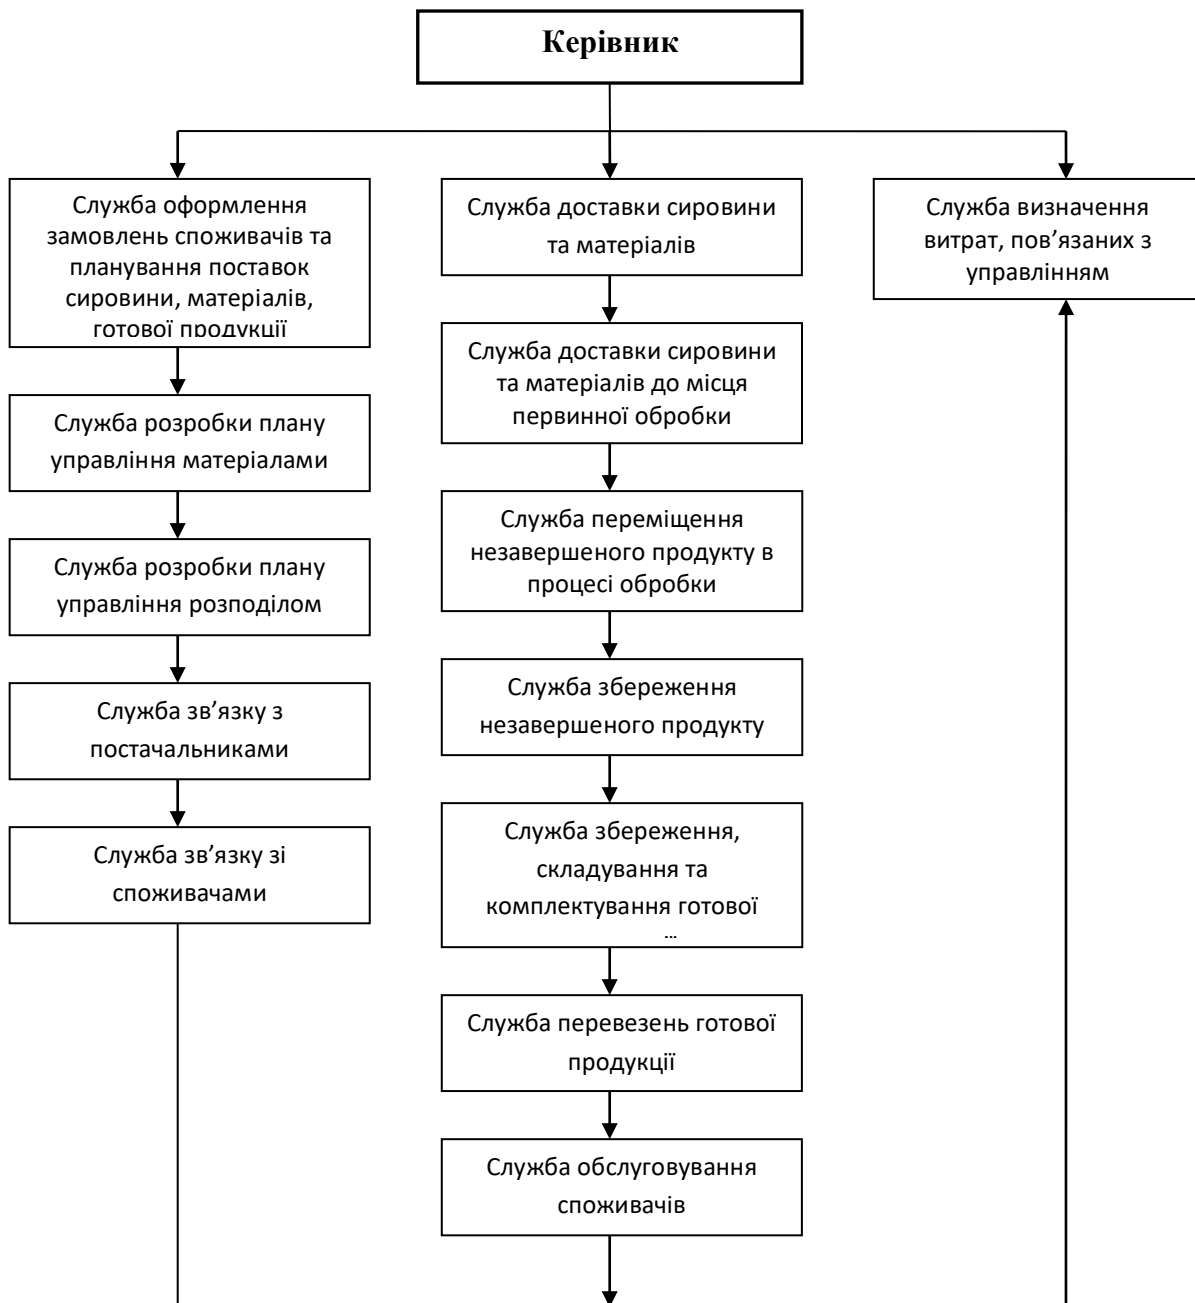 Керівник
Служба оформлення
замовлень споживачів та
планування поставок
сировини, матеріалів,
готової продукції
Служба розробки плану
управління матеріалами
Служба розробки плану
управління розподілом
Служба зв’язку з
постачальниками
Служба зв’язку зі
споживачами
Служба доставки сировини
та матеріалів
Служба доставки сировини
та матеріалів до місця
первинної обробки
Служба переміщення
незавершеного продукту в
процесі обробки
Служба збереження
незавершеного продукту
Служба збереження,
складування та
комплектування готової
Служба перевезень готової
продукції
Служба обслуговування
споживачів
Служба визначення
витрат, пов’язаних з
управлінням